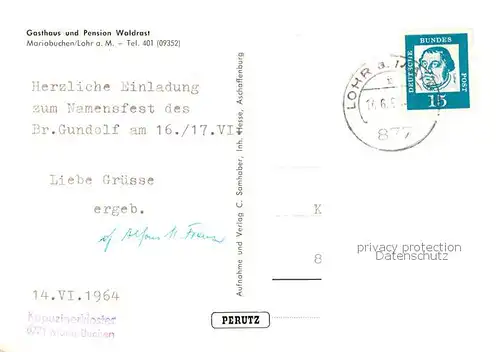 Gasthaus und Pension Waldrast
Mariabuchen/Lohr a. M. – Tel. 401 (09352)
Herzliche Einladung
zum Namensfest des
Br.Gundolf am 16./17.VI
Liebe Grüsse
ergeb.
14.VI.1964
Kapuzinerkloster
Aufnahme und Verlag C. Samhaber, Inh. Hesse, Aschaffenburg
PERUTZ
LOHR a.
877
DEUTSCHE
BUNDES
POST
15
K
8
privacy protection
Datenschutz